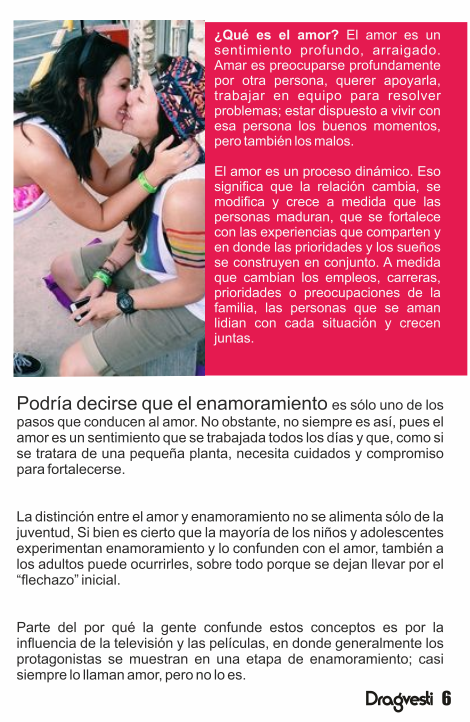 ¿Qué es el amor? El amor es un
sentimiento profundo, arraigado.
Amar es preocuparse profundamente
por otra persona, querer apoyarla,
trabajar en equipo para resolver
problemas; estar dispuesto a vivir con
esa persona los buenos momentos,
pero también los malos.
El amor es un proceso dinámico. Eso
significa que la relación cambia, se
modifica y crece a medida que las
personas maduran, que se fortalece
con las experiencias que comparten y
en donde las prioridades y los sueños
se construyen en conjunto. A medida
que cambian los empleos, carreras,
prioridades o preocupaciones de la
familia, las personas que se aman
lidian con cada situación y crecen
juntas.
Podría decirse que el enamoramiento es sólo uno de los
pasos que conducen al amor. No obstante, no siempre es así, pues el
amor es un sentimiento que se trabajada todos los días y que, como si
se tratara de una pequeña planta, necesita cuidados y compromiso
para fortalecerse.
La distinción entre el amor y enamoramiento no se alimenta sólo de la
juventud, Si bien es cierto que la mayoría de los niños y adolescentes
experimentan enamoramiento y lo confunden con el amor, también a
los adultos puede ocurrirles, sobre todo porque se dejan llevar por el
“flechazo” inicial.
Parte del por qué la gente confunde estos conceptos es por la
influencia de la televisión y las películas, en donde generalmente los
protagonistas se muestran en una etapa de enamoramiento; casi
siempre lo llaman amor, pero no lo es.
Dragvesti 6